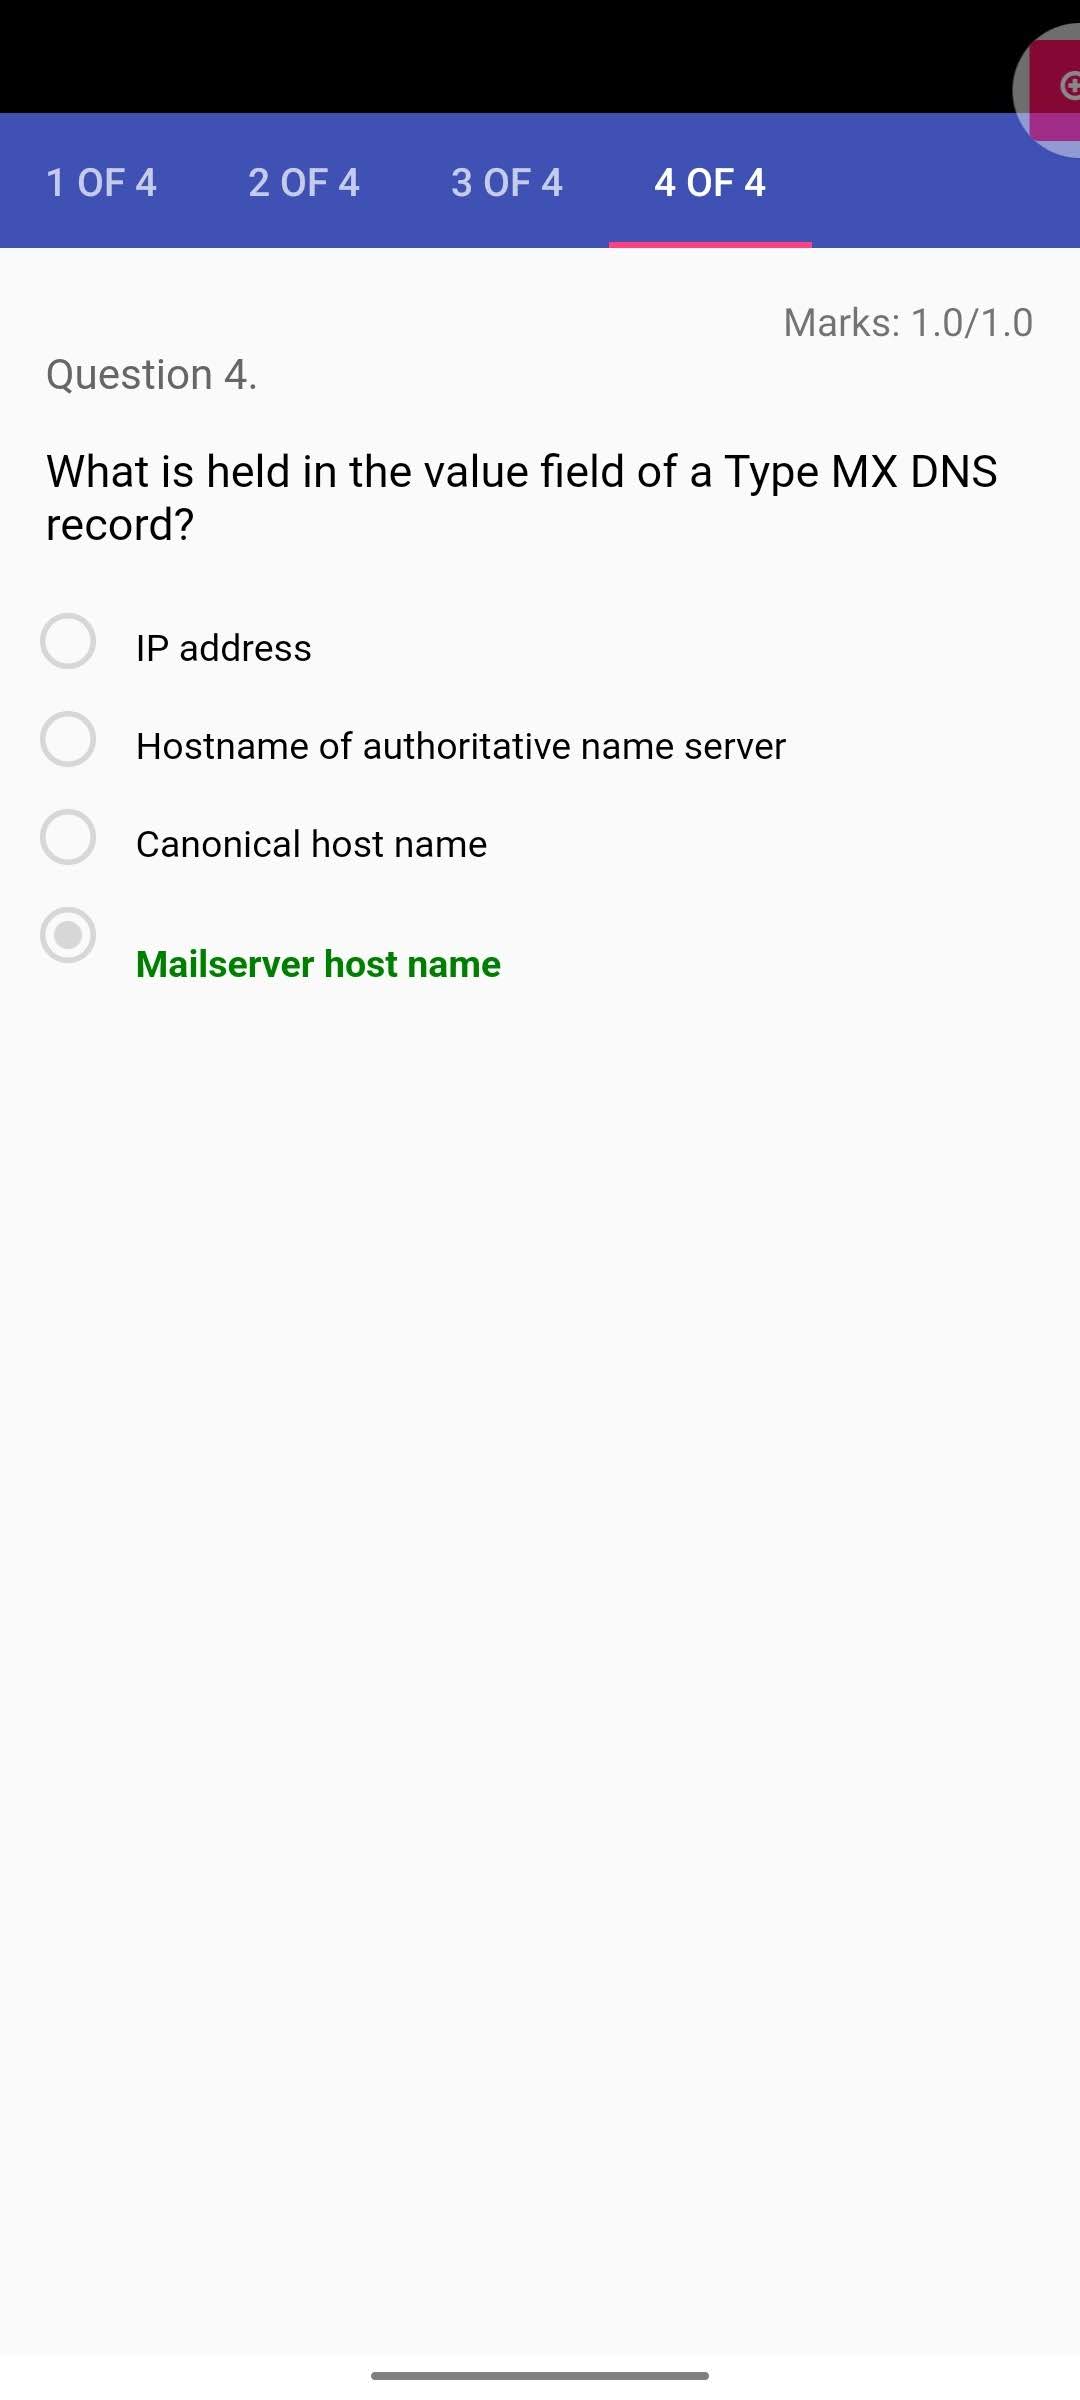 1 OF 4 2 OF 4 3 OF 4 4 OF 4
Marks: 1.0/1.0
Question 4.
What is held in the value field of a Type MX DNS
record?
IP address
Hostname of authoritative name server
Canonical host name
Mailserver host name